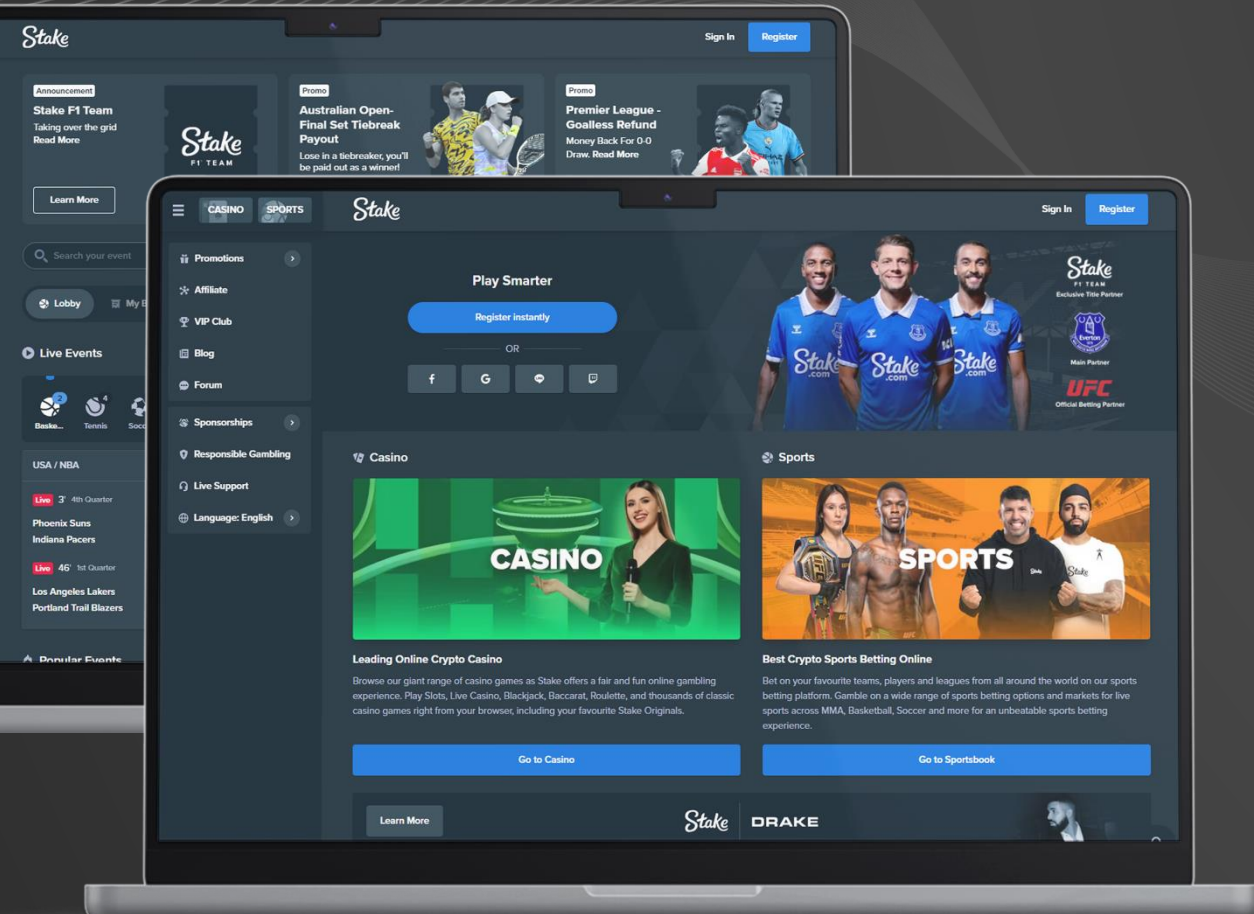 Stake
Sign In
Register
Announcement
Stake F1 Team
Taking over the grid
Read More
Stake
F1 TEAM
Learn More
Promo
Australian Open-
Final Set Tiebreak
Payout
Lose in a tiebreaker, you'll
be paid out as a winner!
Promo
Premier League -
Goalless Refund
Money Back For 0-0
Draw. Read More
Search your event
Lobby
My
Live Events
2
4
Baske...
Tennis
USA / NBA
Live 3' 4th Quarter
Phoenix Suns
Indiana Pacers
Live 46' 1st Quarter
Los Angeles Lakers
Portland Trail Blazers
Popular Events
CASINO
SPORTS
Stake
Sign In
Register
Promotions
Affiliate
VIP Club
Blog
Forum
Sponsorships
Responsible Gambling
Live Support
Language: English
Play Smarter
Register instantly
OR
f
G
Stake
.com
Stake
.com
Stake
.com
Stake
F1 TEAM
Exclusive Title Partner
Everton
Main Partner
UFC
Official Betting Partner
Casino
CASINO
Leading Online Crypto Casino
Browse our giant range of casino games as Stake offers a fair and fun online gambling
experience. Play Slots, Live Casino, Blackjack, Baccarat, Roulette, and thousands of classic
casino games right from your browser, including your favourite Stake Originals.
Go to Casino
Sports
SPORTS
Stake
Best Crypto Sports Betting Online
Bet on your favourite teams, players and leagues from all around the world on our sports
betting platform. Gamble on a wide range of sports betting options and markets for live
sports across MMA, Basketball, Soccer and more for an unbeatable sports betting
experience.
Go to Sportsbook
Learn More
Stake
DRAKE